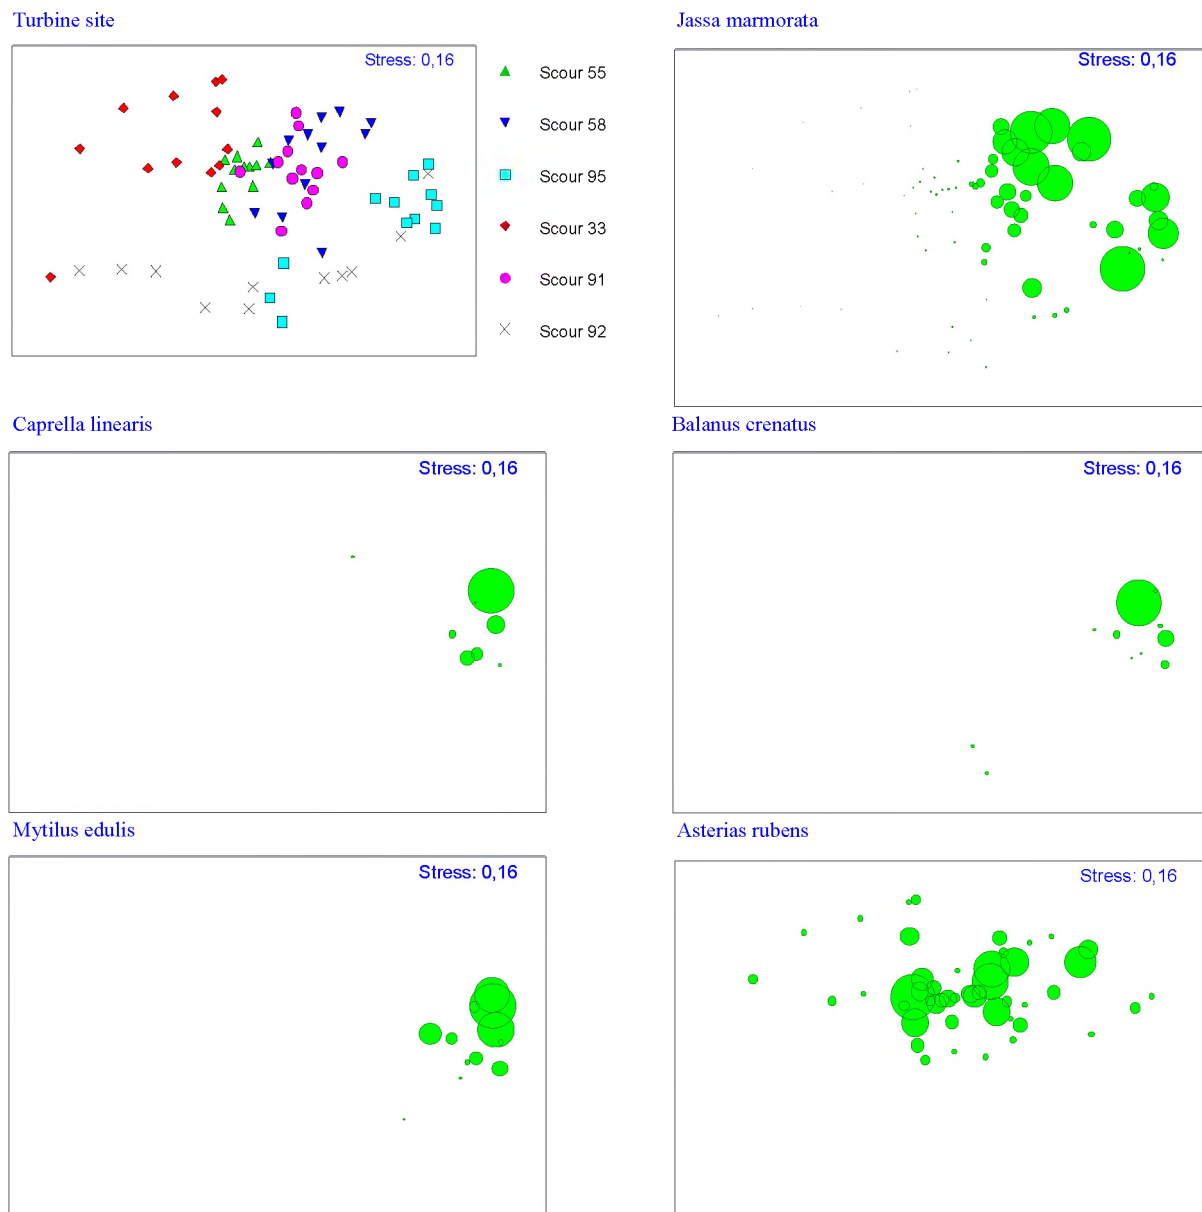 Turbine site
Stress: 0,16
Scour 55
Scour 58
Scour 95
Scour 33
Scour 91
Scour 92
Jassa marmorata
Stress: 0,16
Caprella linearis
Stress: 0,16
Balanus crenatus
Stress: 0,16
Mytilus edulis
Stress: 0,16
Asterias rubens
Stress: 0,16